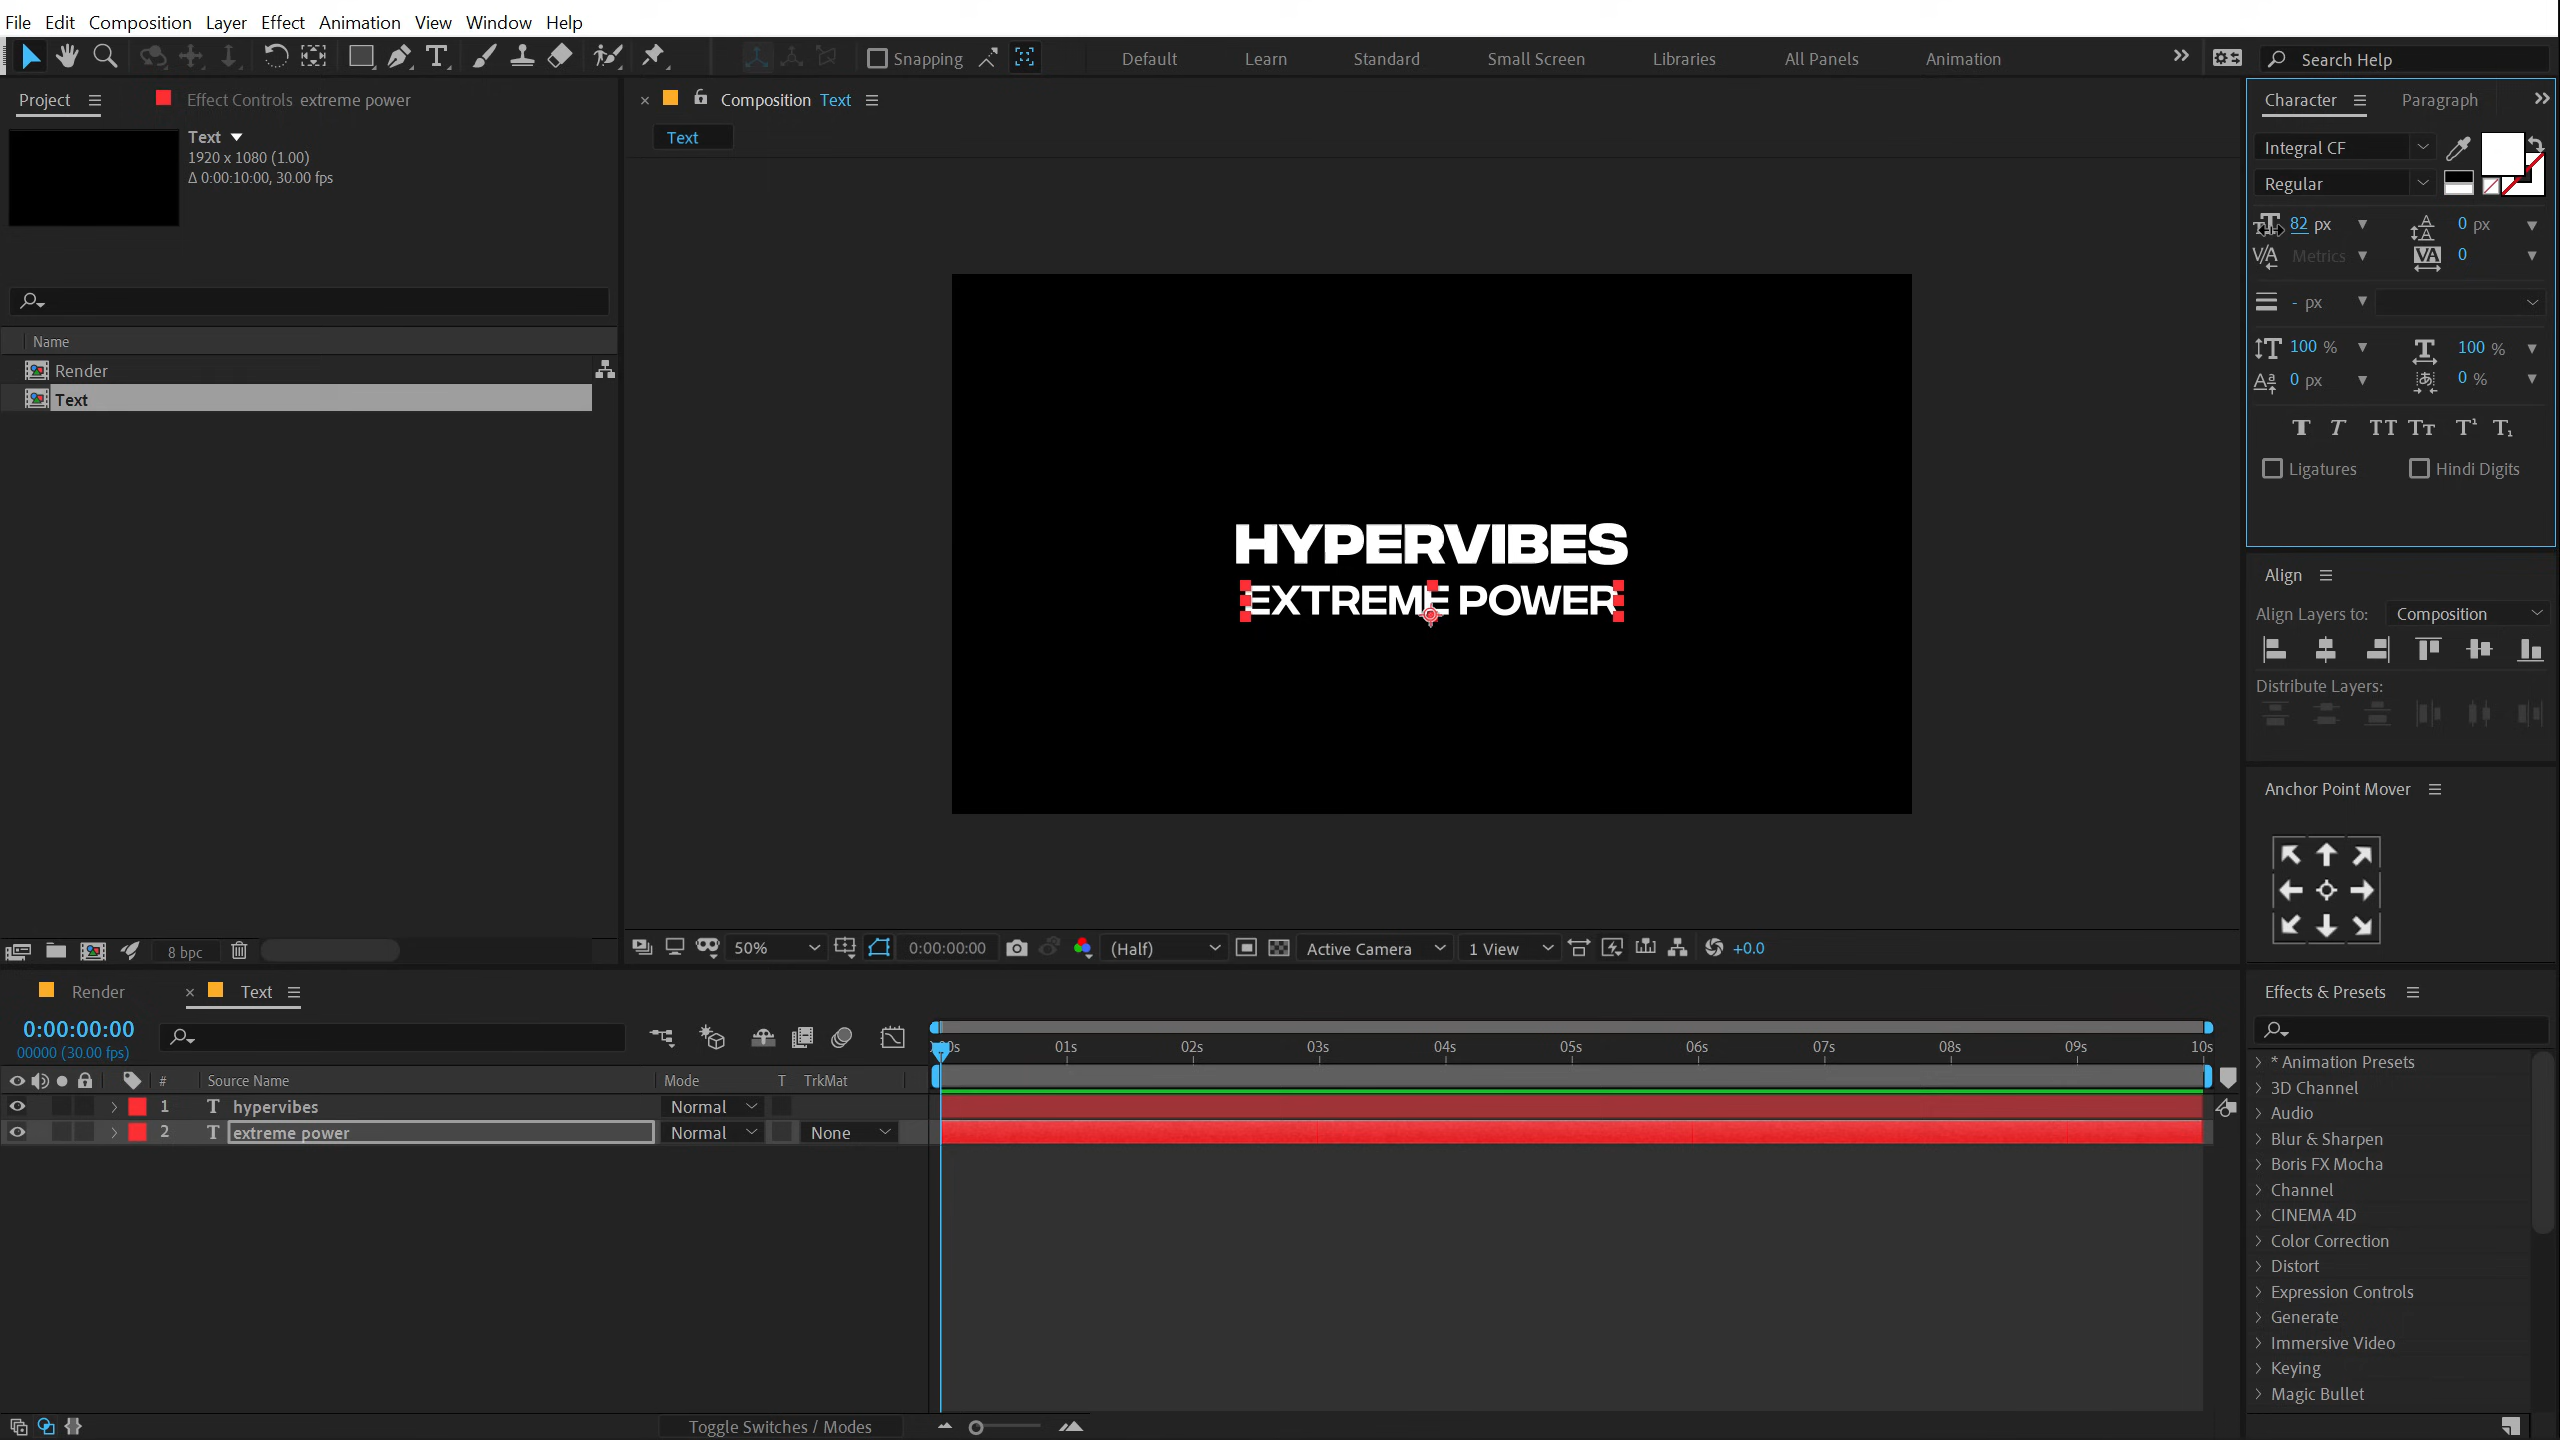 File Edit Composition Layer Effect Animation View Window Help
Snapping Default Learn Standard Small Screen Libraries All Panels Animation Search Help
Project Effect Controls extreme power
Text
1920 x 1080 (1.00)
Δ 0:00:10:00, 30.00 fps
Name
Render
Text
8 bpc
Composition Text
Text
HYPERVIBES
EXTREME POWER
50% 0:00:00:00 (Half) Active Camera 1 View +0.0
Character Paragraph
Integral CF
Regular
82 px 0 px
Metrics 0
- px
100 % 100 %
0 px 0 %
T T TT Tt T¹ T₁
Ligatures Hindi Digits
Align
Align Layers to: Composition
Distribute Layers:
Anchor Point Mover
Effects & Presets
* Animation Presets
3D Channel
Audio
Blur & Sharpen
Boris FX Mocha
Channel
CINEMA 4D
Color Correction
Distort
Expression Controls
Generate
Immersive Video
Keying
Magic Bullet
Render Text
0:00:00:00
00000 (30.00 fps)
01s 02s 03s 04s 05s 06s 07s 08s 09s 10s
# Source Name Mode T TrkMat
1 T hypervibes Normal
2 T extreme power Normal None
Toggle Switches / Modes